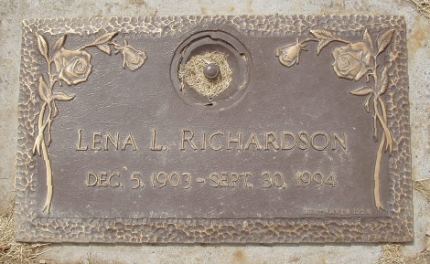 LENA L. RICHARDSON
DEC. 5, 1903 - SEPT. 30, 1994